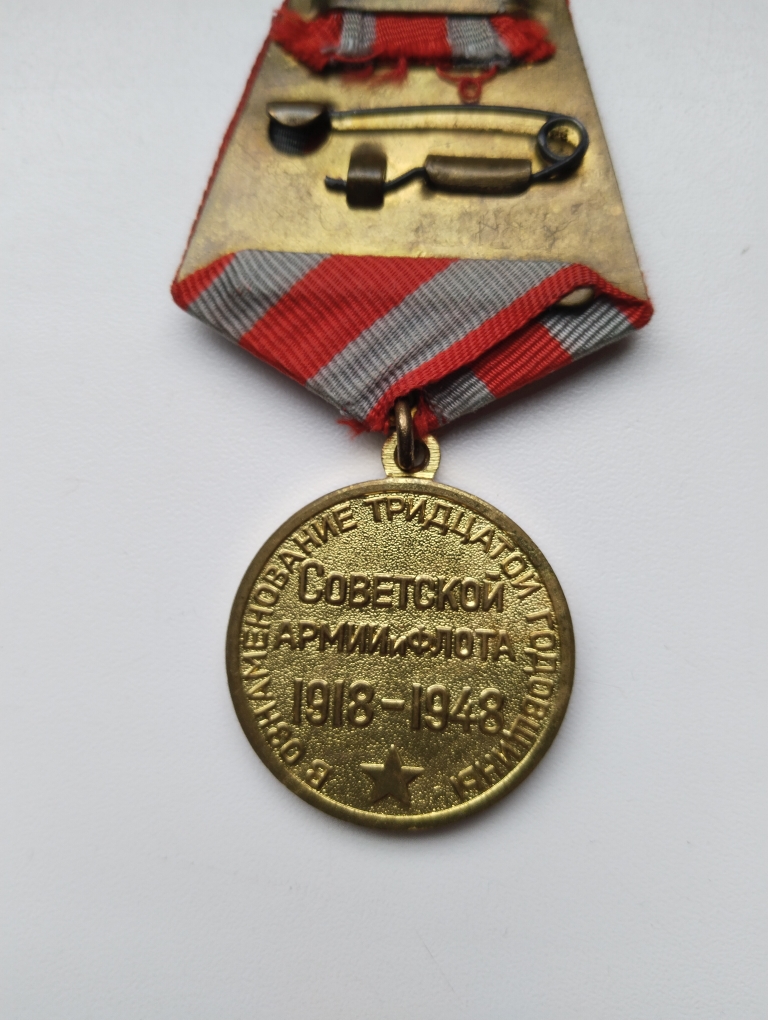 В ОЗНАМЕНОВАНИЕ ТРИДЦАТОЙ ГОДОВЩИНЫ
СОВЕТСКОЙ
АРМИИ и ФЛОТА
1918-1948